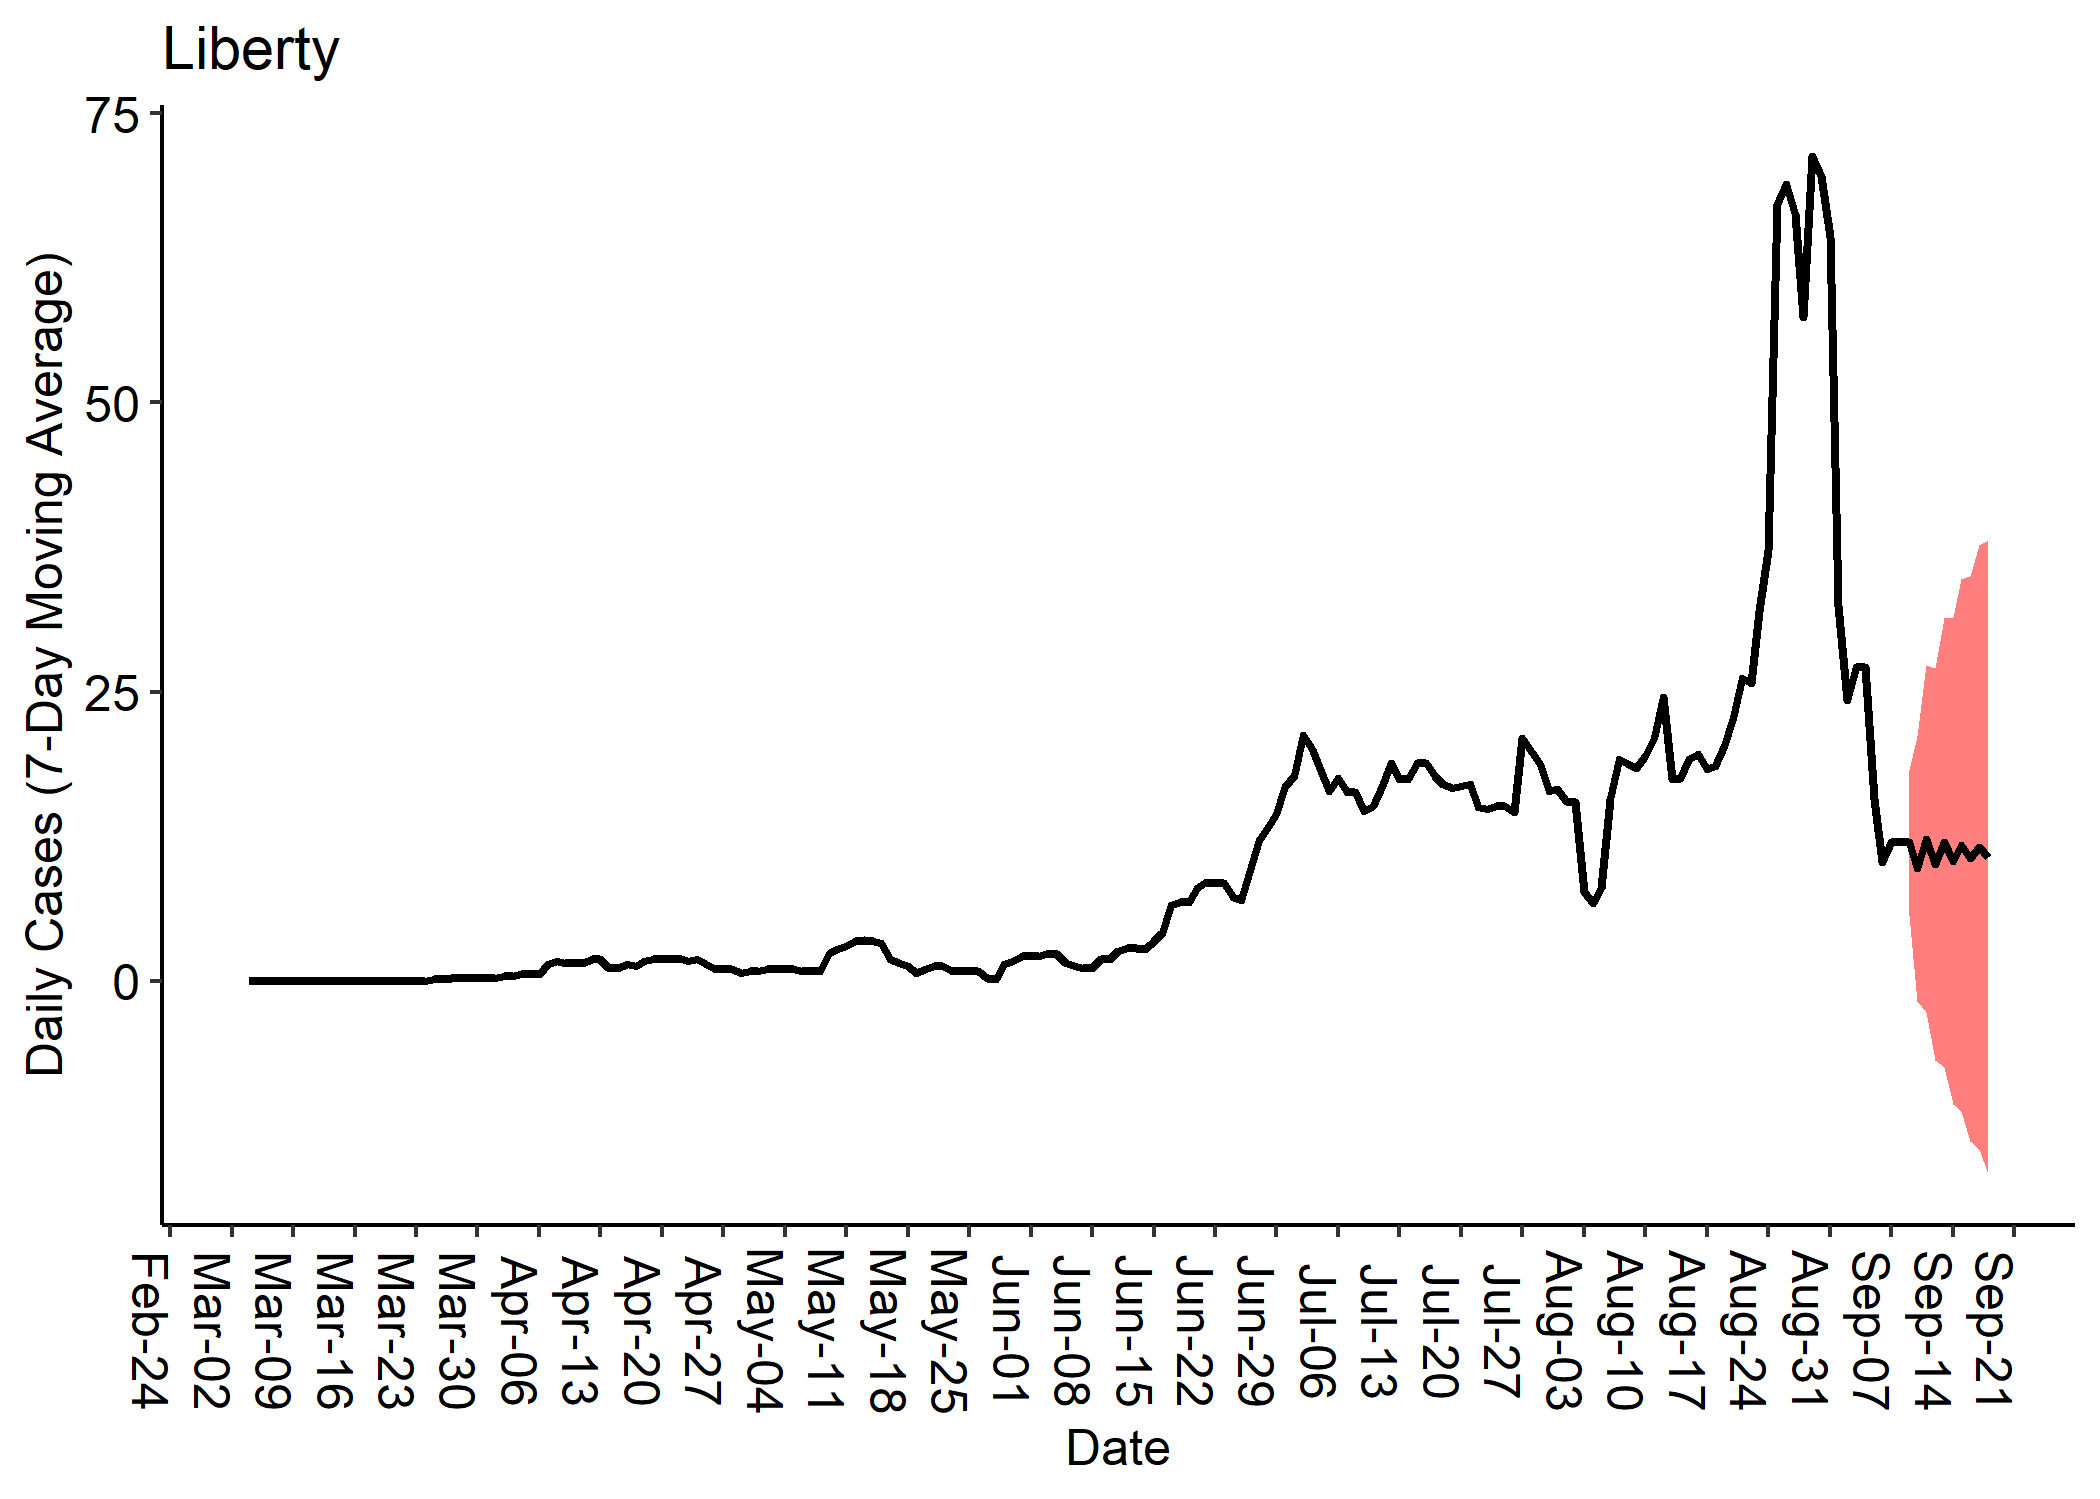 Liberty
75
50
25
0
Daily Cases (7-Day Moving Average)
Feb-24
Mar-02
Mar-09
Mar-16
Mar-23
Mar-30
Apr-06
Apr-13
Apr-20
Apr-27
May-04
May-11
May-18
May-25
Jun-01
Jun-08
Jun-15
Jun-22
Jun-29
Jul-06
Jul-13
Jul-20
Jul-27
Aug-03
Aug-10
Aug-17
Aug-24
Aug-31
Sep-07
Sep-14
Sep-21
Date